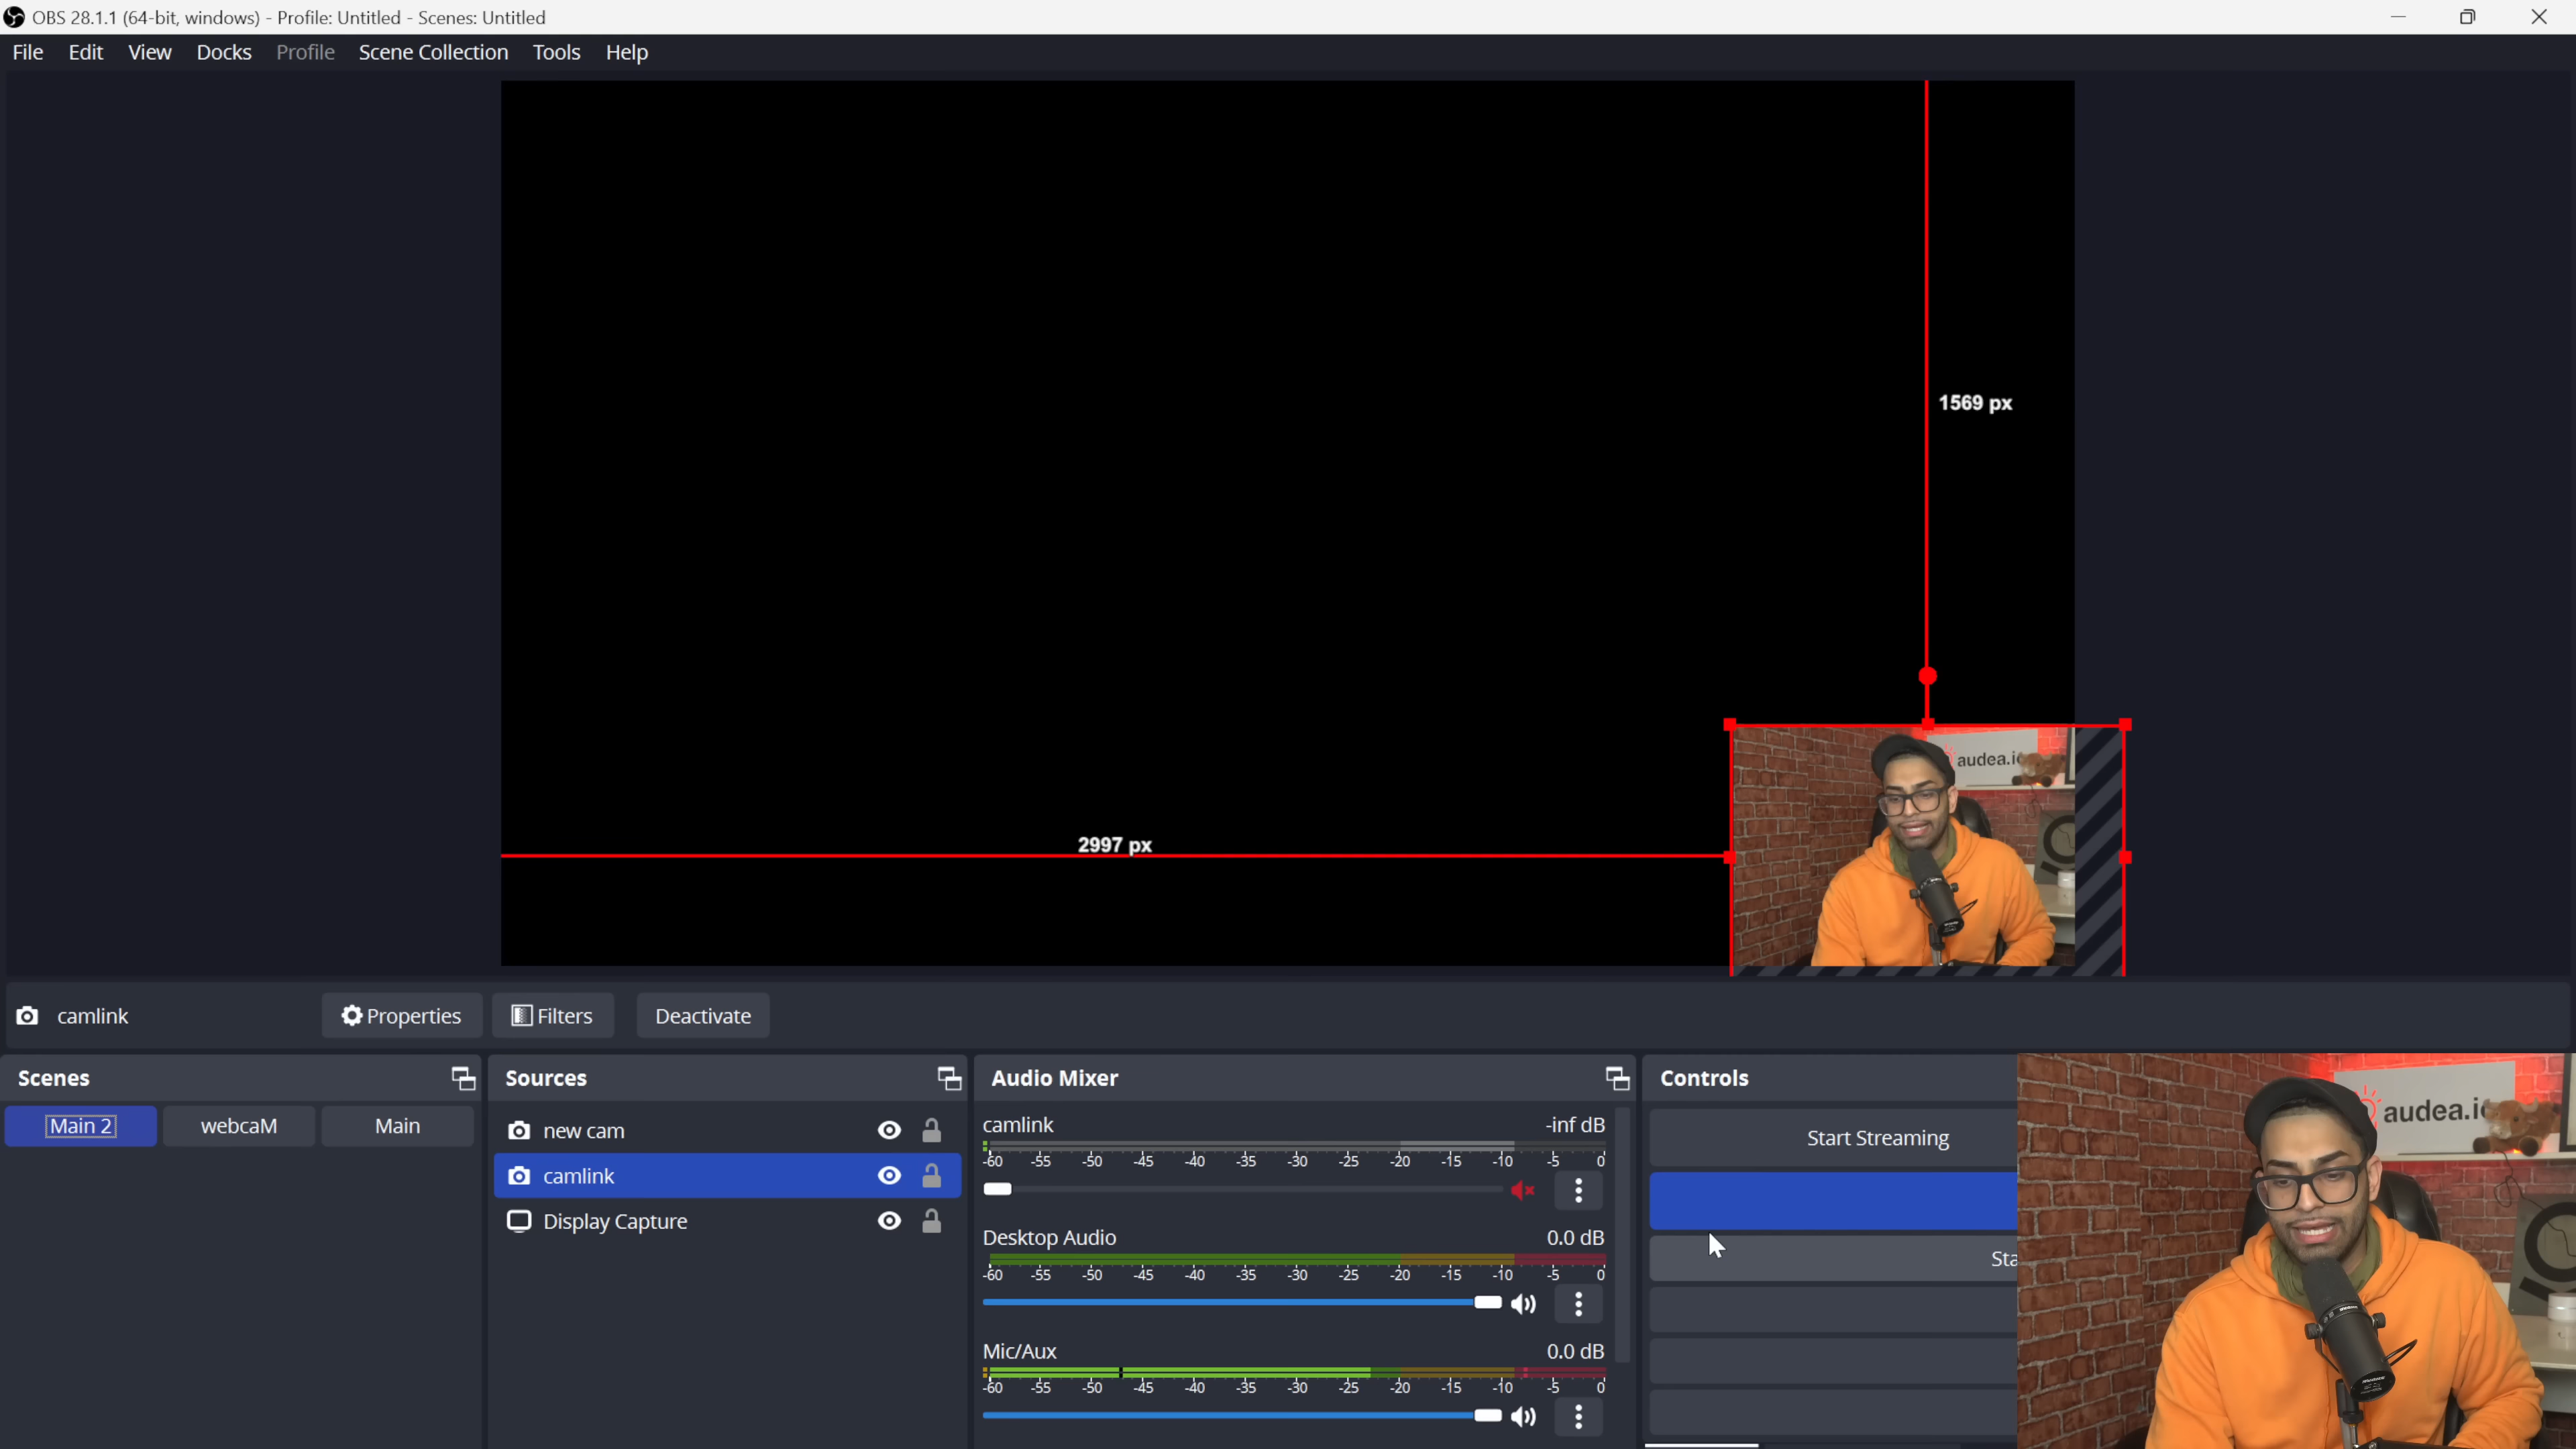 OBS 28.1.1 (64-bit, windows) - Profile: Untitled - Scenes: Untitled
File Edit View Docks Profile Scene Collection Tools Help
1569 px
audea.i
2997 px
camlink Properties Filters Deactivate
Scenes Sources Audio Mixer Controls
Main 2 webcaM Main
new cam
camlink
Display Capture
camlink -inf dB
-60 -55 -50 -45 -40 -35 -30 -25 -20 -15 -10 -5 0
Desktop Audio 0.0 dB
-60 -55 -50 -45 -40 -35 -30 -25 -20 -15 -10 -5 0
Mic/Aux 0.0 dB
-60 -55 -50 -45 -40 -35 -30 -25 -20 -15 -10 -5 0
Start Streaming
Sta
audea.i